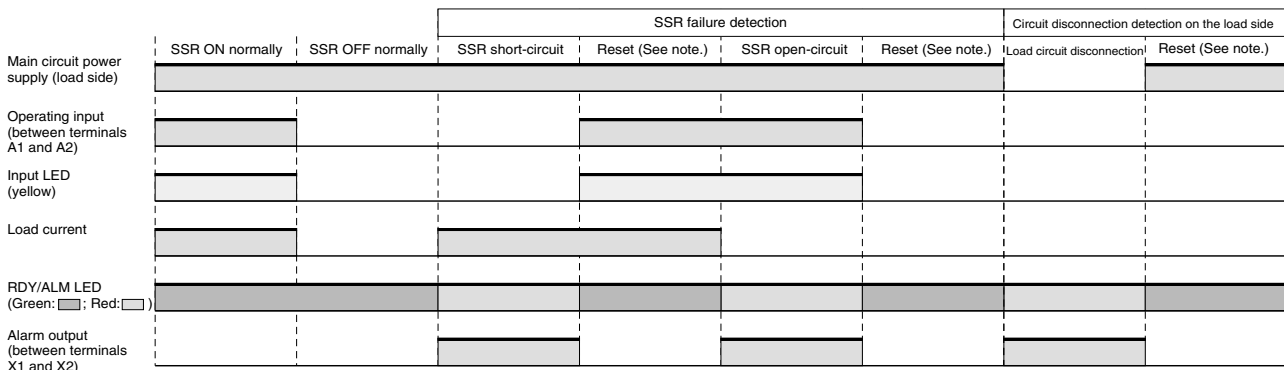 SSR failure detection
Circuit disconnection detection on the load side
SSR ON normally
SSR OFF normally
SSR short-circuit
Reset (See note.)
SSR open-circuit
Reset (See note.)
Load circuit disconnection
Reset (See note.)
Main circuit power
supply (load side)
Operating input
(between terminals
A1 and A2)
Input LED
(yellow)
Load current
RDY/ALM LED
(Green: ; Red: )
Alarm output
(between terminals
X1 and X2)